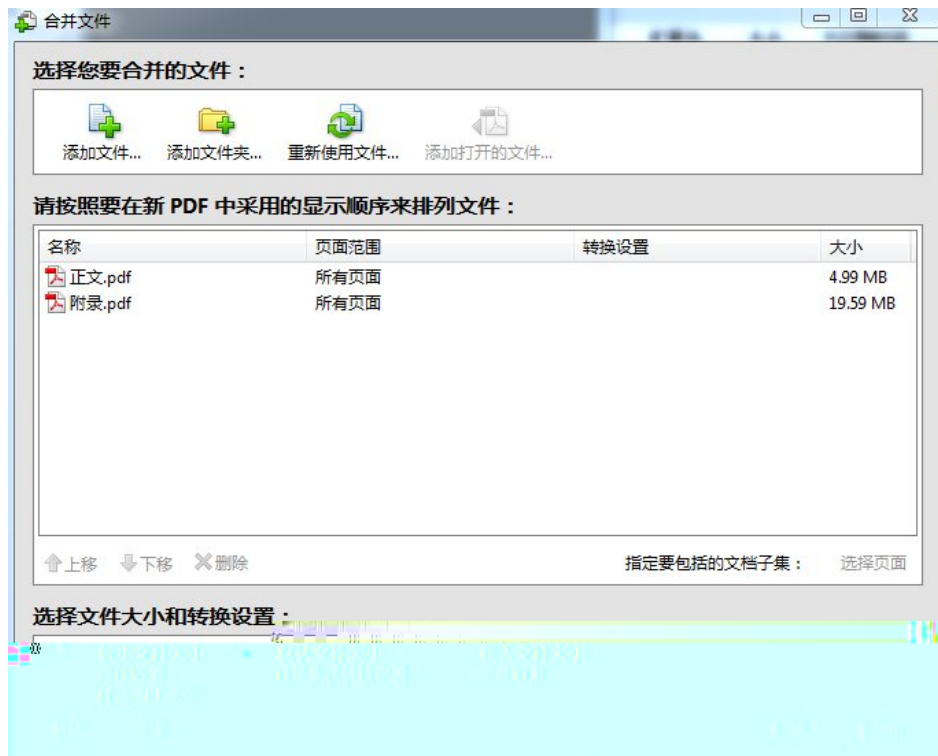 合并文件
选择您要合并的文件：
添加文件... 添加文件夹... 重新使用文件... 添加打开的文件...
请按照要在新 PDF 中采用的显示顺序来排列文件：
名称 页面范围 转换设置 大小
正文.pdf 所有页面 4.99 MB
附录.pdf 所有页面 19.59 MB
上移 下移 删除 指定要包括的文档子集： 选择页面
选择文件大小和转换设置：